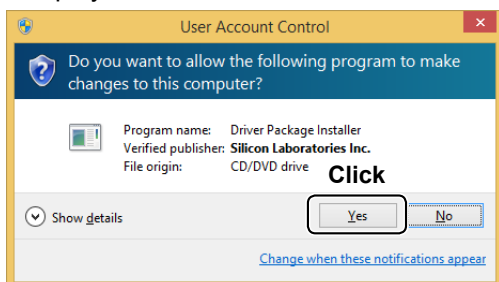 User Account Control
Do you want to allow the following program to make
changes to this computer?
Program name: Driver Package Installer
Verified publisher: Silicon Laboratories Inc.
File origin: CD/DVD drive
Click
Show details
Yes
No
Change when these notifications appear